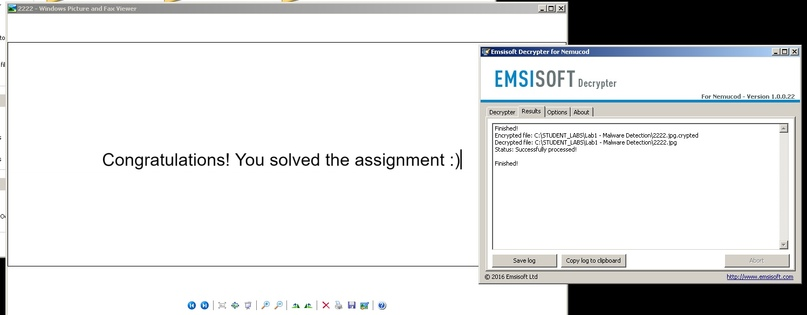 2222 - Windows Picture and Fax Viewer
Congratulations! You solved the assignment :)
Emsisoft Decrypter for Nemucod
EMSISOFT Decrypter
For Nemucod - Version 1.0.0.22
Decrypter Results Options About
Finished!
Encrypted file: C:\STUDENT_LABS\Lab1 - Malware Detection\2222.jpg.crypted
Decrypted file: C:\STUDENT_LABS\Lab1 - Malware Detection\2222.jpg
Status: Successfully processed!
Finished!
Save log Copy log to clipboard Abort
© 2016 Emsisoft Ltd http://www.emsisoft.com